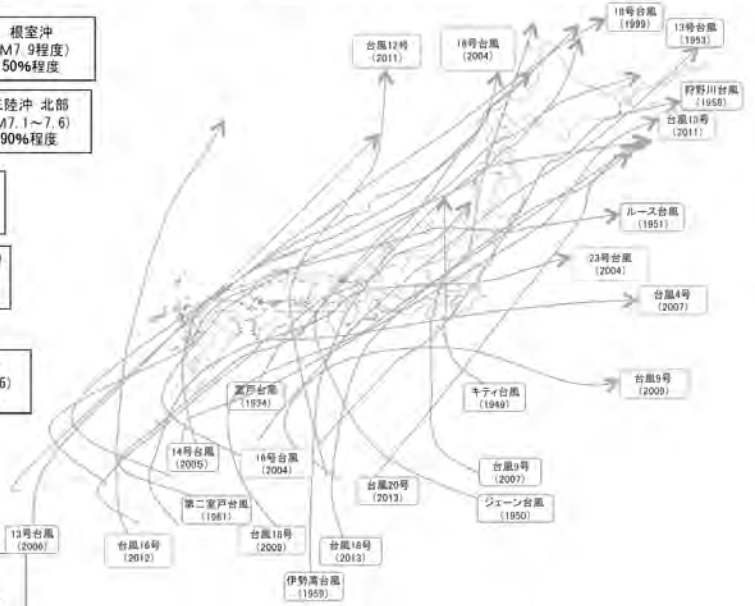 根室沖
(M7.9程度)
50%程度
三陸沖 北部
M7.1～7.6)
90%程度
6)
台風12号
(2011)
18号台風
(2004)
18号台風
(1999)
13号台風
(1953)
狩野川台風
(1958)
台風15号
(2011)
ルース台風
(1951)
23号台風
(2004)
台風4号
(2007)
台風9号
(2009)
キティ台風
(1949)
室戸台風
(1934)
14号台風
(2005)
16号台風
(2004)
台風9号
(2007)
台風20号
(2013)
ジェーン台風
(1950)
第二室戸台風
(1961)
13号台風
(2006)
台風16号
(2012)
台風18号
(2009)
台風18号
(2013)
伊勢湾台風
(1959)